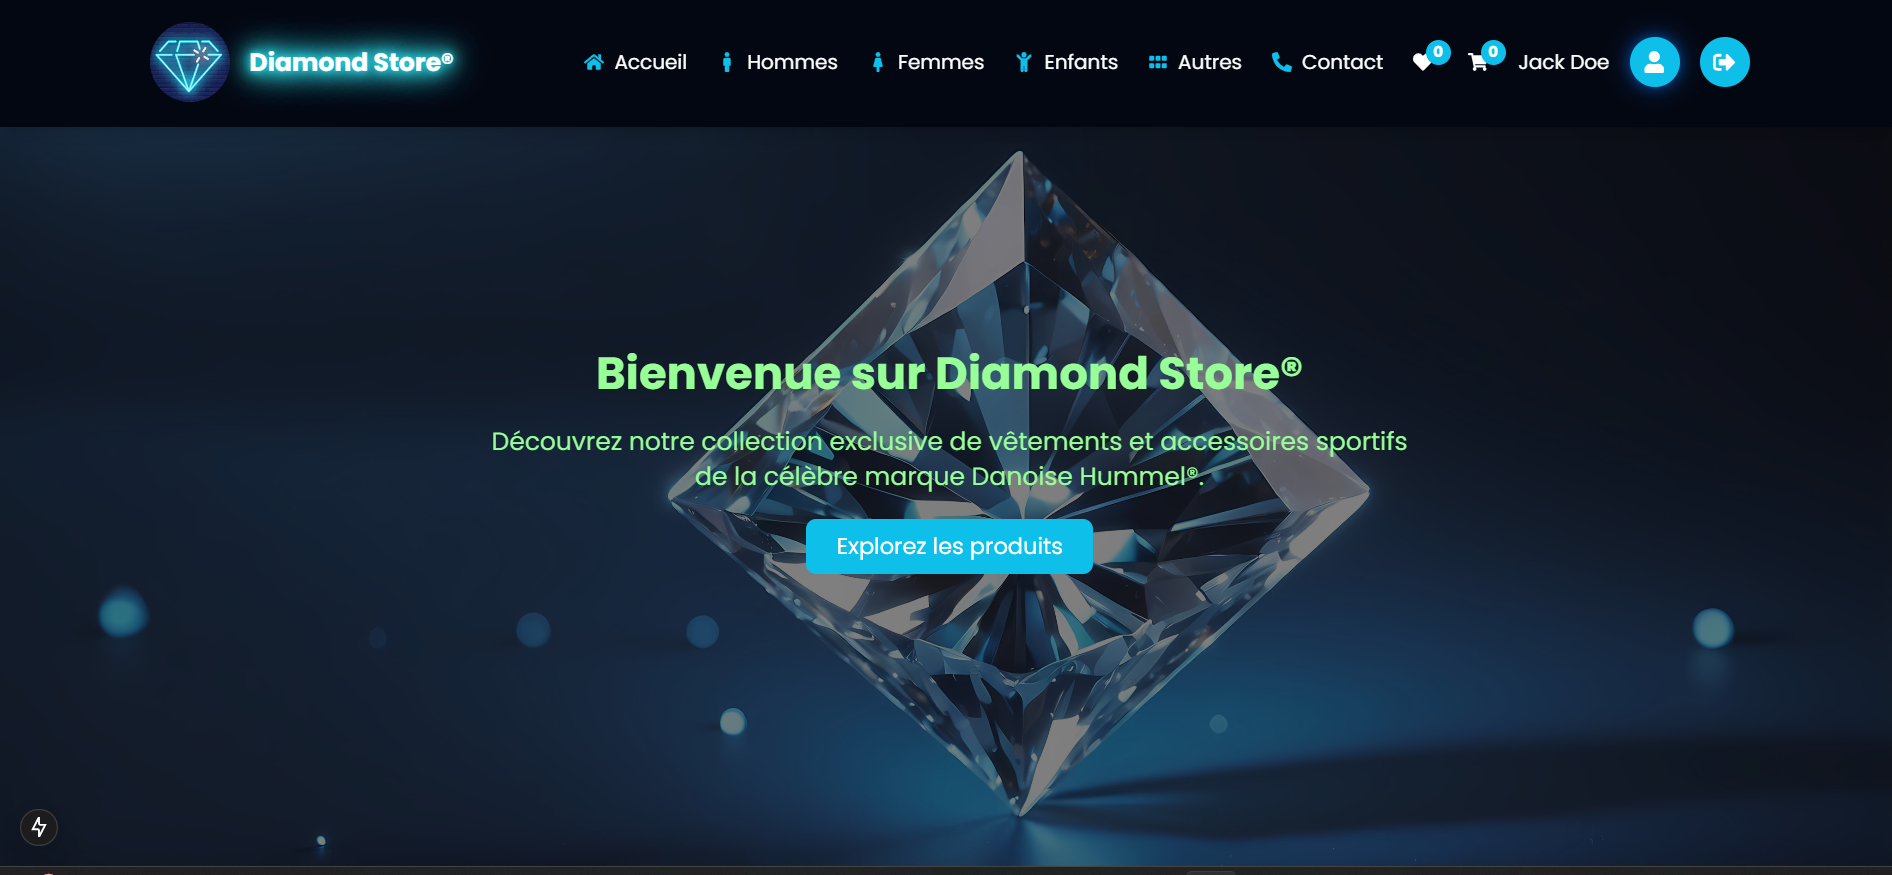 Diamond Store®
Accueil
Hommes
Femmes
Enfants
Autres
Contact
0
0
Jack Doe
Bienvenue sur Diamond Store®
Découvrez notre collection exclusive de vêtements et accessoires sportifs
de la célèbre marque Danoise Hummel®.
Explorez les produits